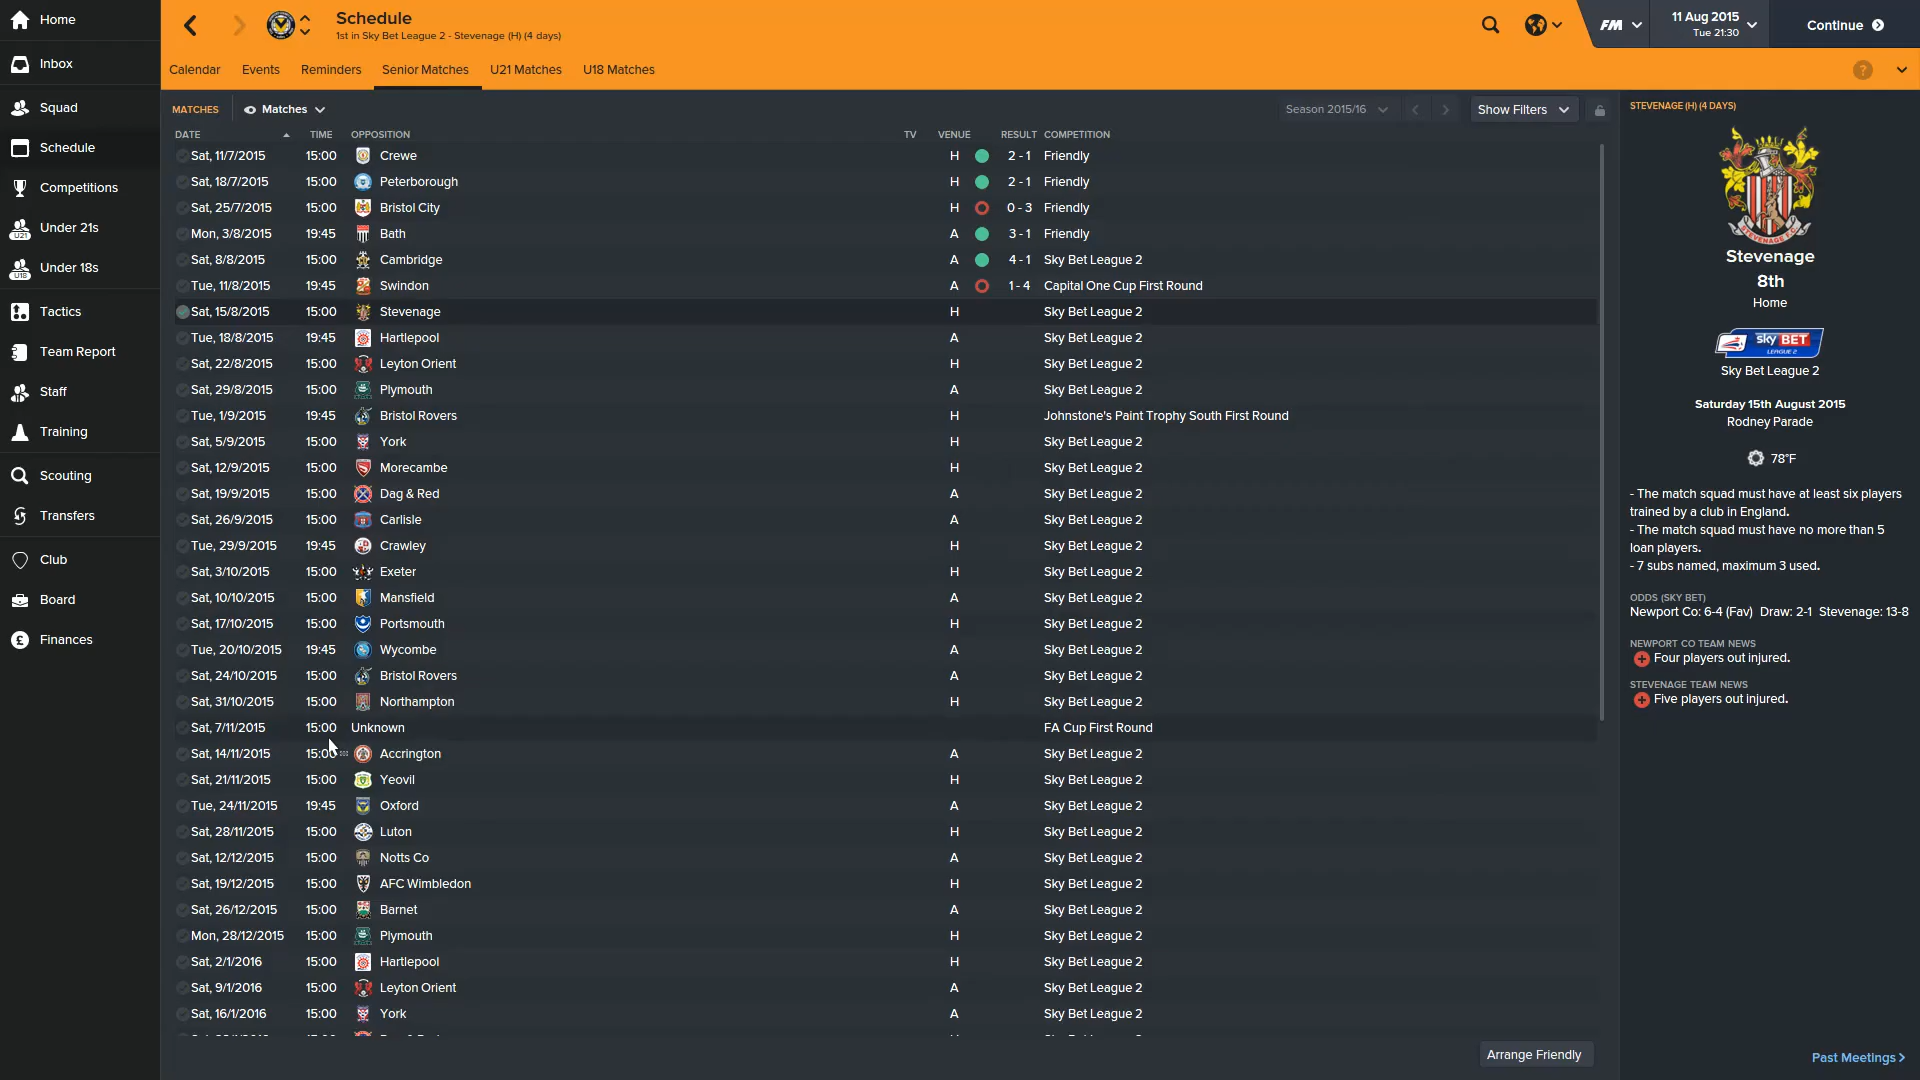 Home
Inbox
Squad
Schedule
Competitions
Under 21s
Under 18s
Tactics
Team Report
Staff
Training
Scouting
Transfers
Club
Board
Finances
Schedule
1st in Sky Bet League 2 - Stevenage (H) (4 days)
FM
11 Aug 2015
Tue 21:30
Continue
Calendar Events Reminders Senior Matches U21 Matches U18 Matches
MATCHES Matches Season 2015/16 Show Filters
DATE TIME OPPOSITION TV VENUE RESULT COMPETITION
Sat, 11/7/2015 15:00 Crewe H 2 - 1 Friendly
Sat, 18/7/2015 15:00 Peterborough H 2 - 1 Friendly
Sat, 25/7/2015 15:00 Bristol City H 0 - 3 Friendly
Mon, 3/8/2015 19:45 Bath A 3 - 1 Friendly
Sat, 8/8/2015 15:00 Cambridge A 4 - 1 Sky Bet League 2
Tue, 11/8/2015 19:45 Swindon A 1 - 4 Capital One Cup First Round
Sat, 15/8/2015 15:00 Stevenage H Sky Bet League 2
Tue, 18/8/2015 19:45 Hartlepool A Sky Bet League 2
Sat, 22/8/2015 15:00 Leyton Orient H Sky Bet League 2
Sat, 29/8/2015 15:00 Plymouth A Sky Bet League 2
Tue, 1/9/2015 19:45 Bristol Rovers H Johnstone's Paint Trophy South First Round
Sat, 5/9/2015 15:00 York H Sky Bet League 2
Sat, 12/9/2015 15:00 Morecambe H Sky Bet League 2
Sat, 19/9/2015 15:00 Dag & Red A Sky Bet League 2
Sat, 26/9/2015 15:00 Carlisle A Sky Bet League 2
Tue, 29/9/2015 19:45 Crawley H Sky Bet League 2
Sat, 3/10/2015 15:00 Exeter H Sky Bet League 2
Sat, 10/10/2015 15:00 Mansfield A Sky Bet League 2
Sat, 17/10/2015 15:00 Portsmouth H Sky Bet League 2
Tue, 20/10/2015 19:45 Wycombe A Sky Bet League 2
Sat, 24/10/2015 15:00 Bristol Rovers A Sky Bet League 2
Sat, 31/10/2015 15:00 Northampton H Sky Bet League 2
Sat, 7/11/2015 15:00 Unknown FA Cup First Round
Sat, 14/11/2015 15:00 Accrington A Sky Bet League 2
Sat, 21/11/2015 15:00 Yeovil H Sky Bet League 2
Tue, 24/11/2015 19:45 Oxford A Sky Bet League 2
Sat, 28/11/2015 15:00 Luton H Sky Bet League 2
Sat, 12/12/2015 15:00 Notts Co A Sky Bet League 2
Sat, 19/12/2015 15:00 AFC Wimbledon H Sky Bet League 2
Sat, 26/12/2015 15:00 Barnet A Sky Bet League 2
Mon, 28/12/2015 15:00 Plymouth H Sky Bet League 2
Sat, 2/1/2016 15:00 Hartlepool H Sky Bet League 2
Sat, 9/1/2016 15:00 Leyton Orient A Sky Bet League 2
Sat, 16/1/2016 15:00 York A Sky Bet League 2
Arrange Friendly
STEVENAGE (H) (4 DAYS)
Stevenage
8th
Home
sky BET
LEAGUE 2
Sky Bet League 2
Saturday 15th August 2015
Rodney Parade
78°F
- The match squad must have at least six players
trained by a club in England.
- The match squad must have no more than 5
loan players.
- 7 subs named, maximum 3 used.
ODDS (SKY BET)
Newport Co: 6-4 (Fav) Draw: 2-1 Stevenage: 13-8
NEWPORT CO TEAM NEWS
Four players out injured.
STEVENAGE TEAM NEWS
Five players out injured.
Past Meetings